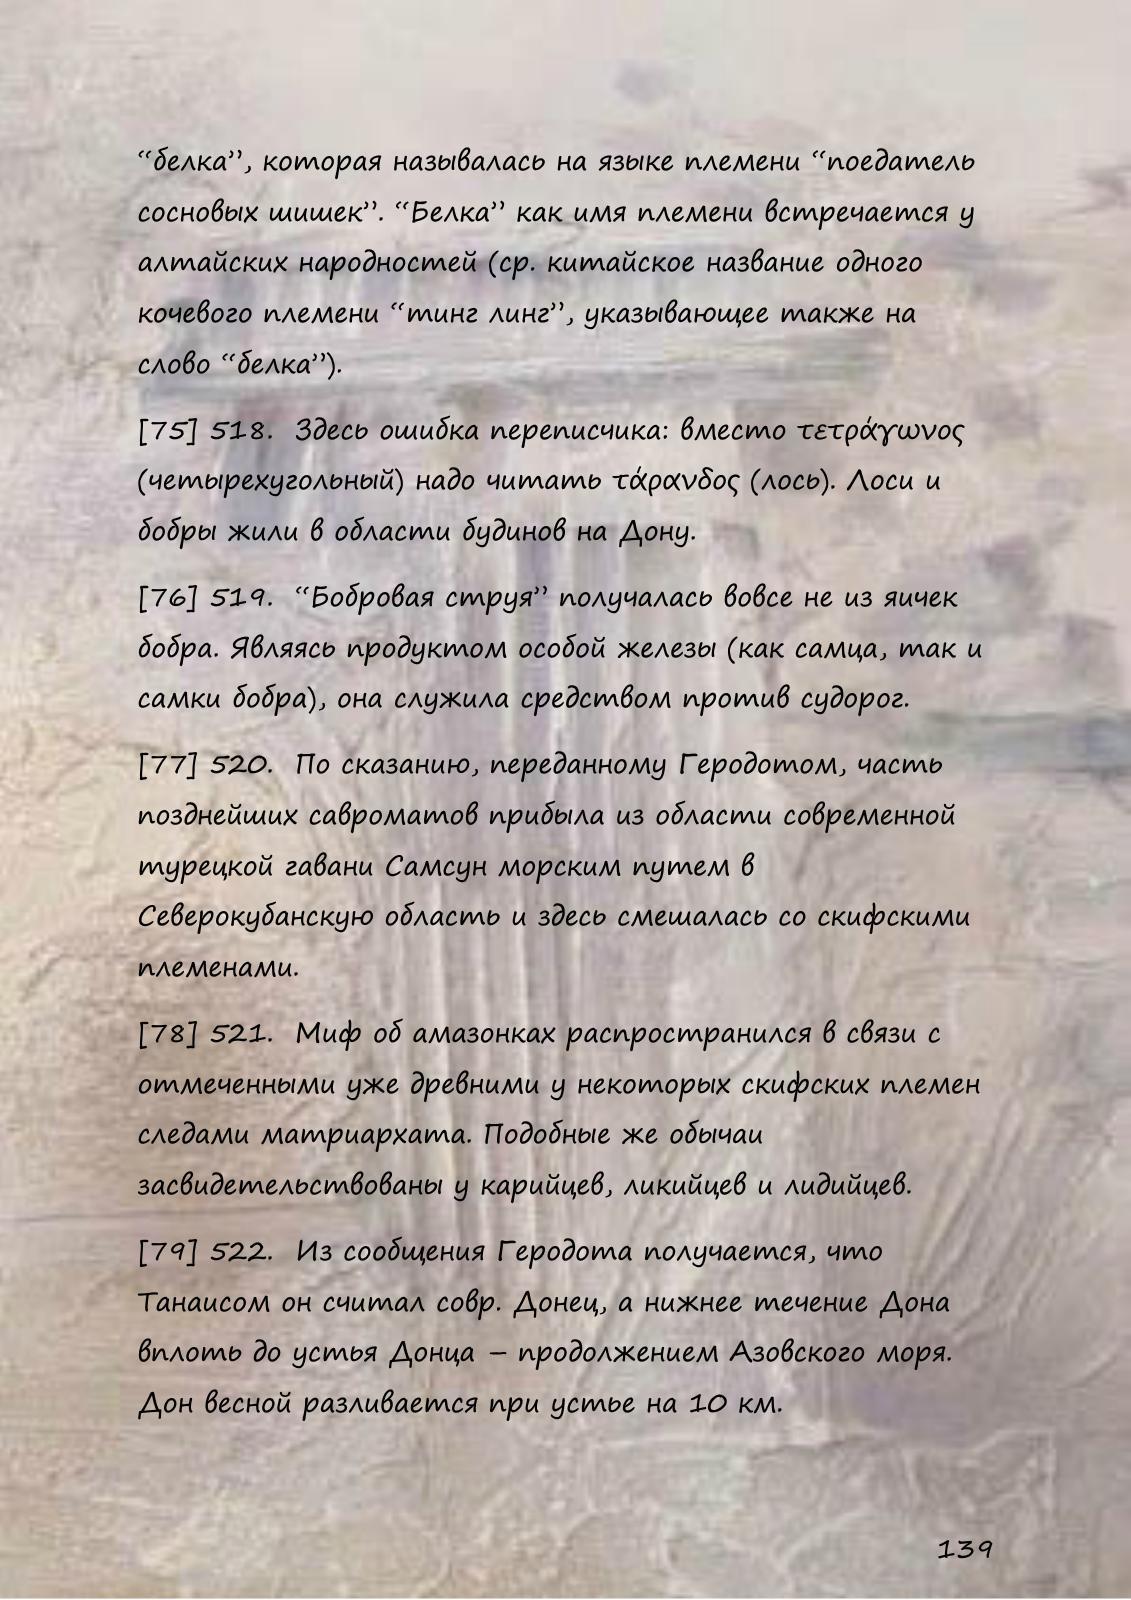 “белка”, которая называлась на языке племени “поедатель
сосновых шишек”. “Белка” как имя племени встречается у
алтайских народностей (ср. китайское название одного
кочевого племени “тинг линг”, указывающее также на
слово “белка”).
[75] 518. Здесь ошибка переписчика: вместо τετράγωνος
(четырехугольный) надо читать τάρανδος (лось). Лоси и
бобры жили в области будинов на Дону.
[76] 519. “Бобровая струя” получалась вовсе не из яичек
бобра. Являясь продуктом особой железы (как самца, так и
самки бобра), она служила средством против судорог.
[77] 520. По сказанию, переданному Геродотом, часть
позднейших савроматов прибыла из области современной
турецкой гавани Самсун морским путем в
Северокубанскую область и здесь смешалась со скифскими
племенами.
[78] 521. Миф об амазонках распространился в связи с
отмеченными уже древними у некоторых скифских племен
следами матриархата. Подобные же обычаи
засвидетельствованы у карийцев, ликийцев и лидийцев.
[79] 522. Из сообщения Геродота получается, что
Танаисом он считал совр. Донец, а нижнее течение Дона
вплоть до устья Донца – продолжением Азовского моря.
Дон весной разливается при устье на 10 км.
139